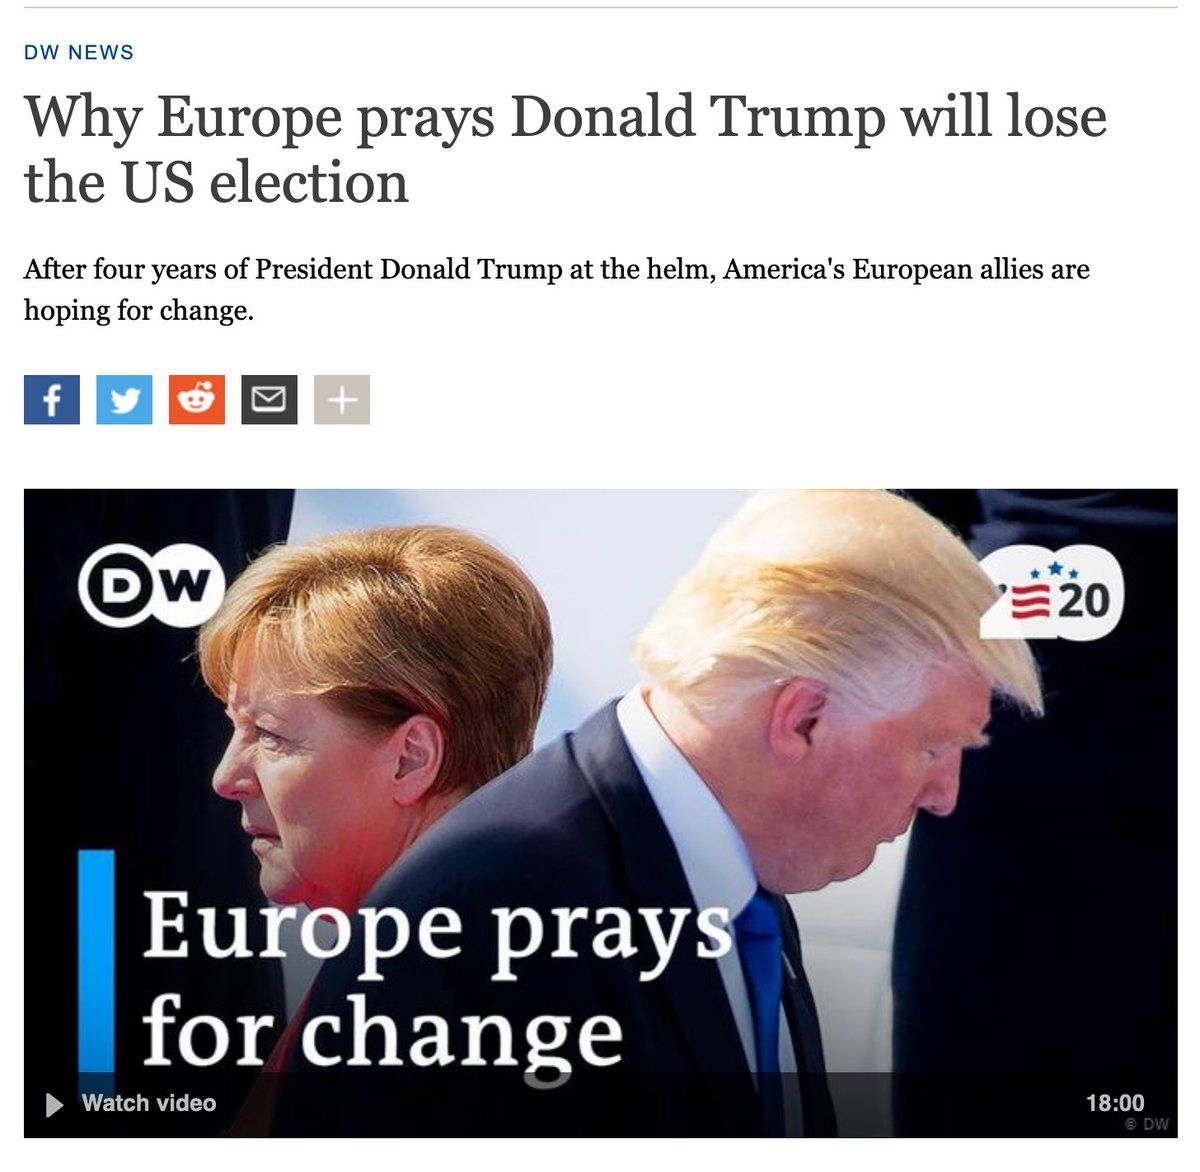 DW NEWS
Why Europe prays Donald Trump will lose
the US election
After four years of President Donald Trump at the helm, America's European allies are
hoping for change.
f
DW
20
Europe prays
for change
Watch video
18:00
© DW